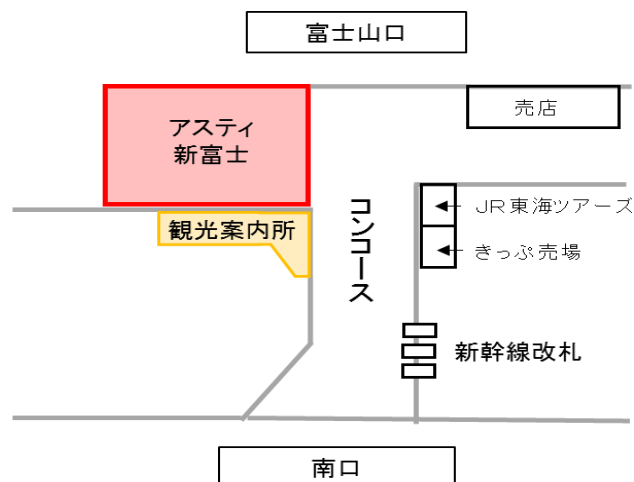 富士山口
アスティ
新富士
売店
観光案内所
コンコース
JR東海ツアーズ
きっぷ売場
新幹線改札
南口